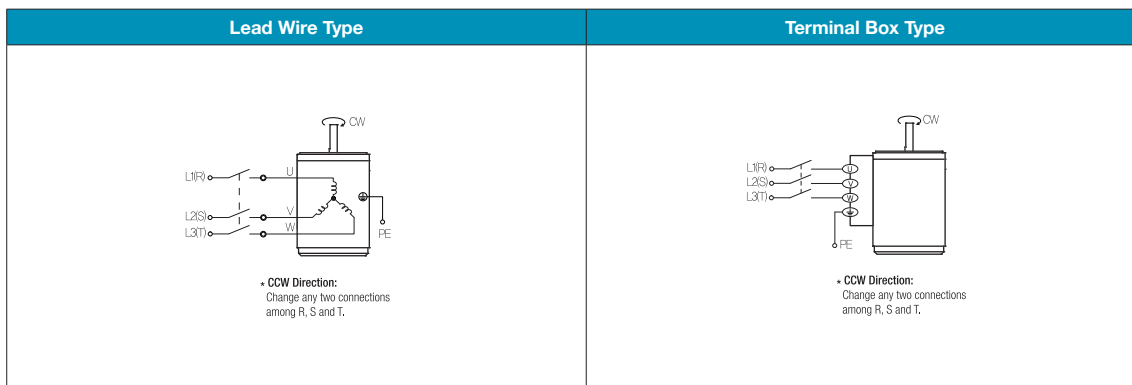 Lead Wire Type
CW
L1(R)
U
L2(S)
V
L3(T)
W
PE
* CCW Direction:
Change any two connections
among R, S and T.
Terminal Box Type
CW
L1(R)
U
L2(S)
V
L3(T)
W
PE
* CCW Direction:
Change any two connections
among R, S and T.